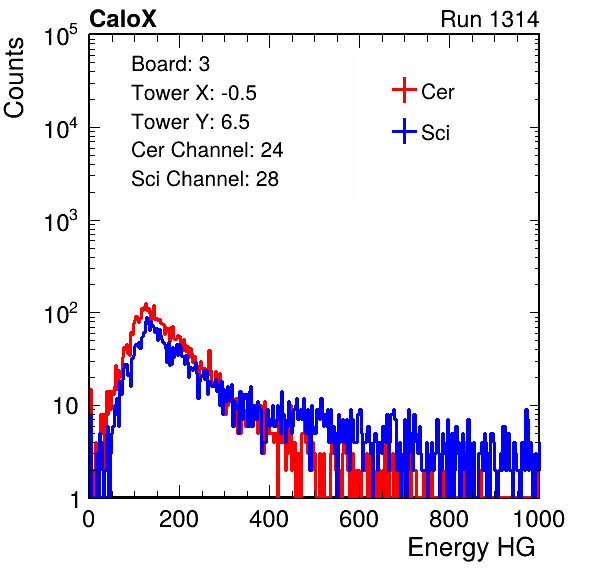 CaloX Run 1314
Counts
Board: 3
Tower X: -0.5
Tower Y: 6.5
Cer Channel: 24
Sci Channel: 28
Cer
Sci
10^5
10^4
10^3
10^2
10
1
0 200 400 600 800 1000
Energy HG